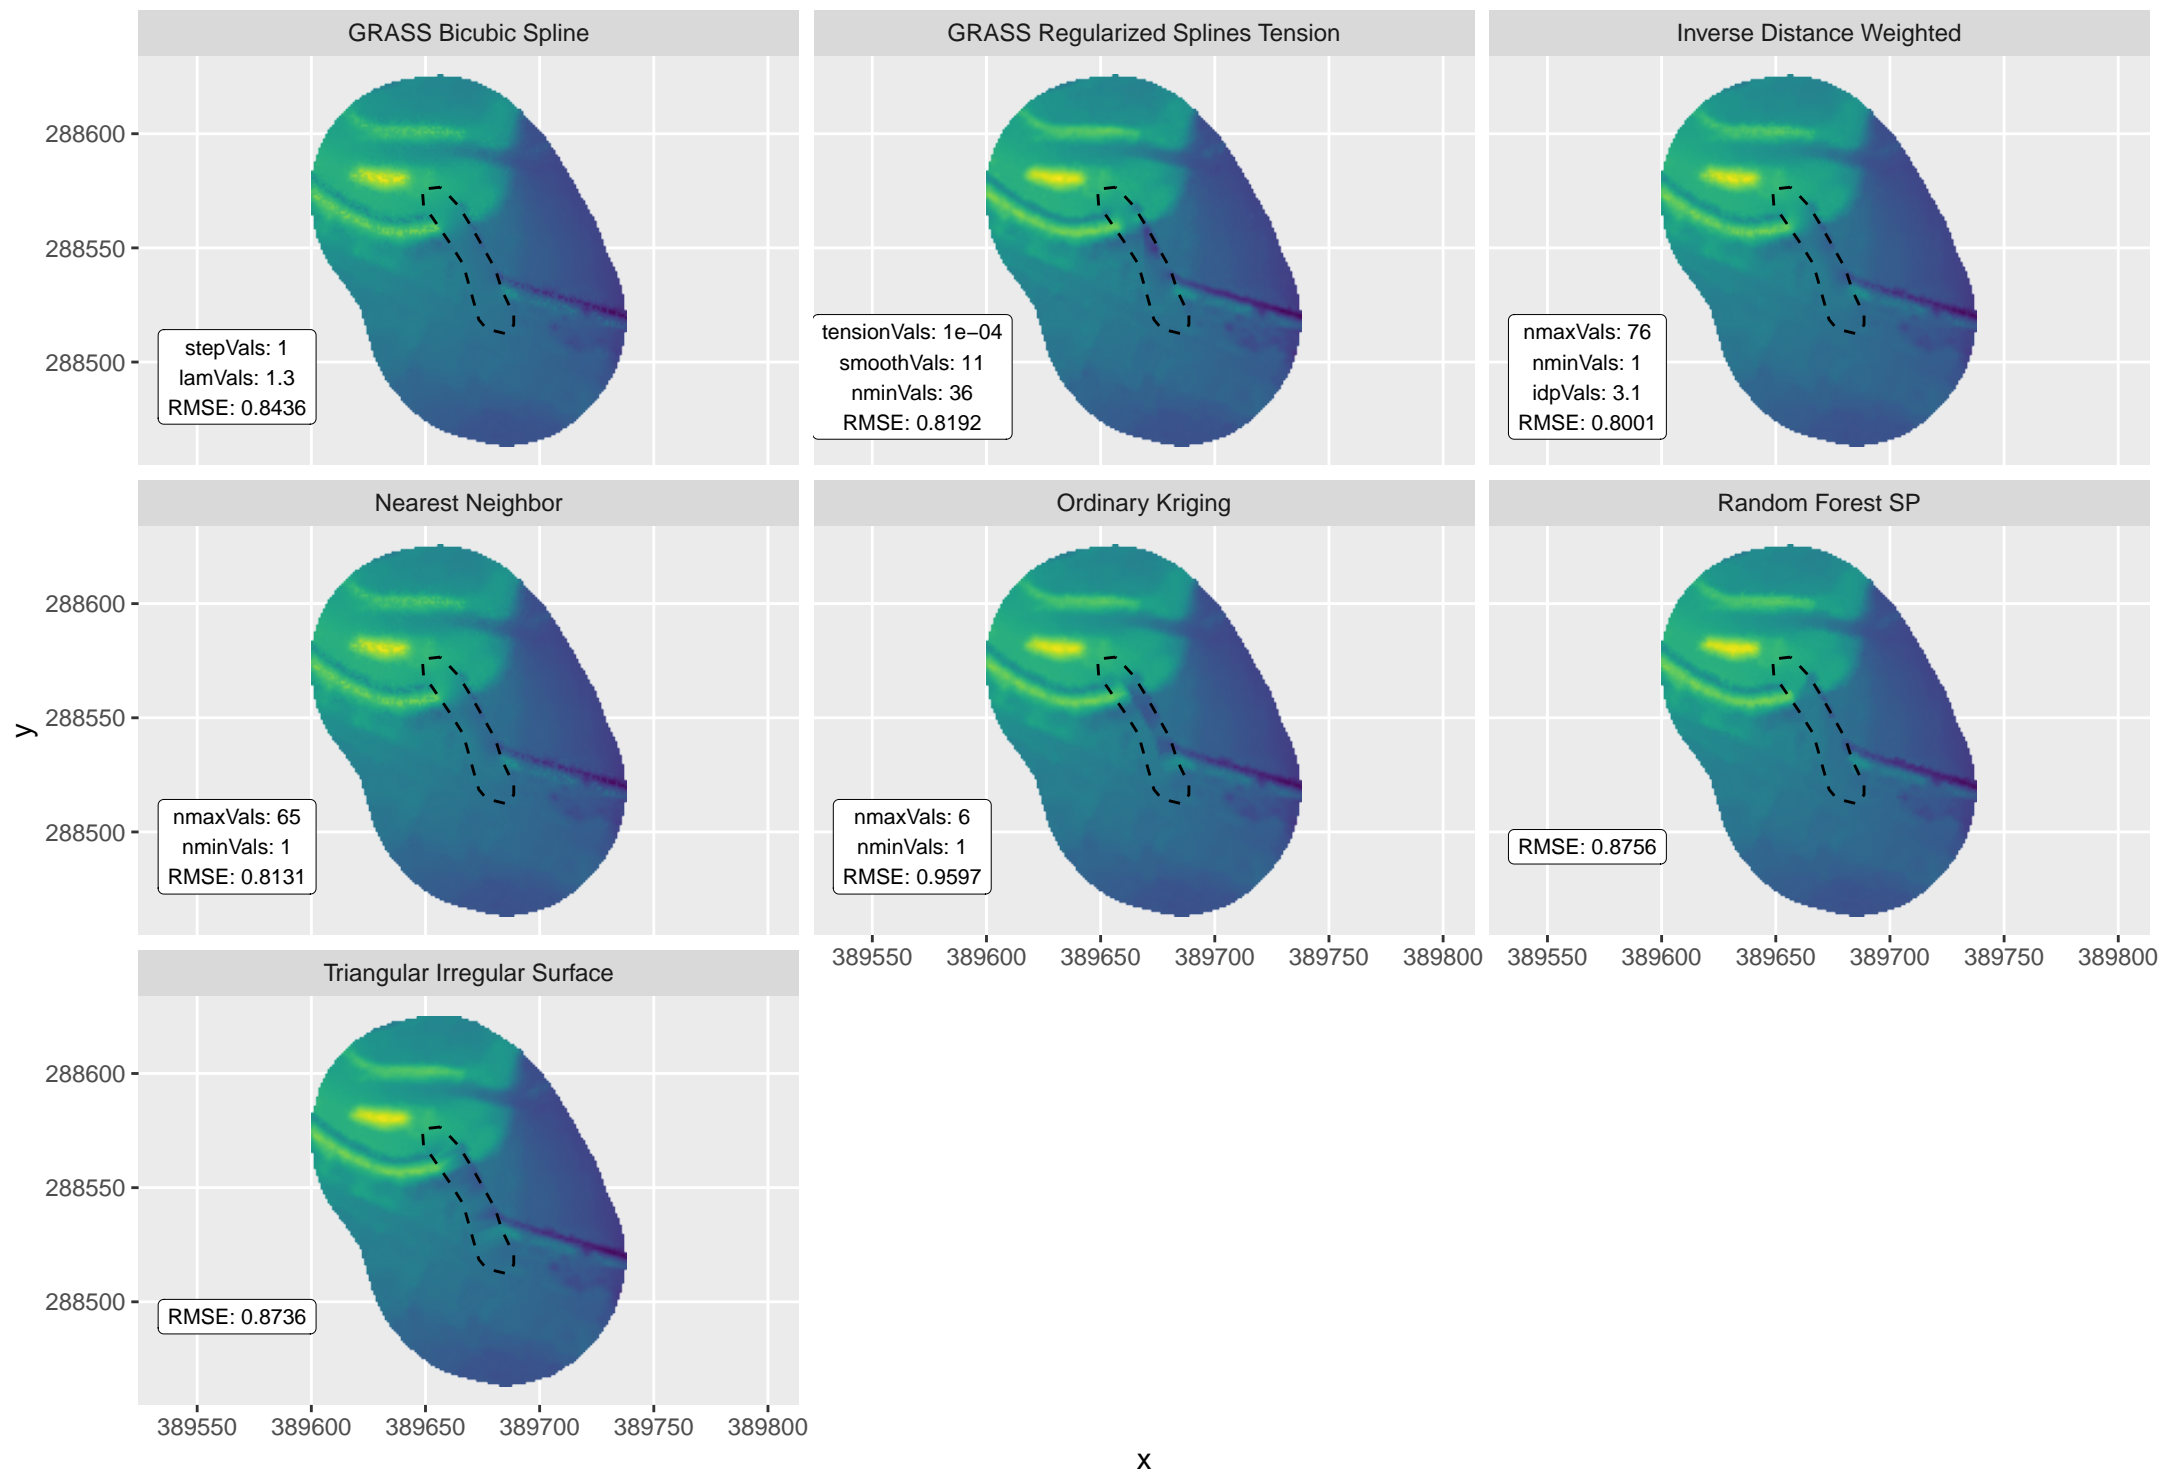 GRASS Bicubic Spline
GRASS Regularized Splines Tension
Inverse Distance Weighted
288600
288550
288500
stepVals: 1
lamVals: 1.3
RMSE: 0.8436
tensionVals: 1e−04
smoothVals: 11
nminVals: 36
RMSE: 0.8192
nmaxVals: 76
nminVals: 1
idpVals: 3.1
RMSE: 0.8001
Nearest Neighbor
Ordinary Kriging
Random Forest SP
288600
288550
288500
y
nmaxVals: 65
nminVals: 1
RMSE: 0.8131
nmaxVals: 6
nminVals: 1
RMSE: 0.9597
RMSE: 0.8756
389550 389600 389650 389700 389750 389800
389550 389600 389650 389700 389750 389800
Triangular Irregular Surface
288600
288550
288500
RMSE: 0.8736
389550 389600 389650 389700 389750 389800
x